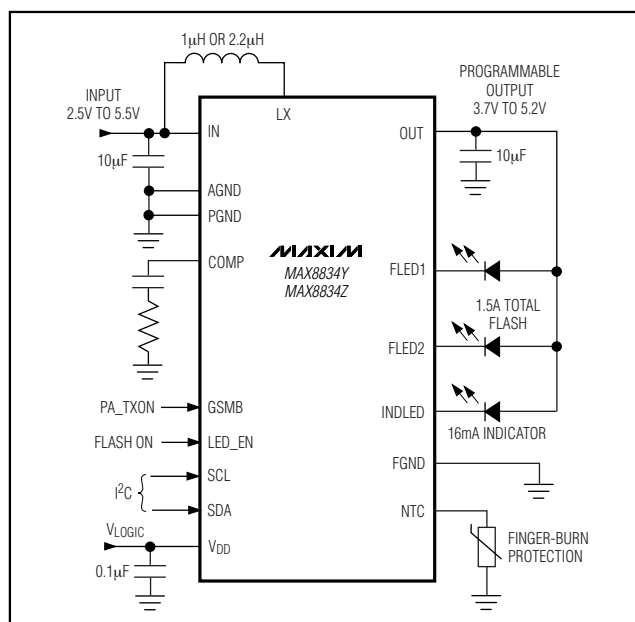 1µH OR 2.2µH
INPUT
2.5V TO 5.5V
PROGRAMMABLE
OUTPUT
3.7V TO 5.2V
LX
IN
OUT
10µF
10µF
AGND
PGND
MAXIM
COMP
MAX8834Y
MAX8834Z
FLED1
1.5A TOTAL
FLASH
FLED2
PA_TXON
GSMB
INDLED
16mA INDICATOR
FLASH ON
LED_EN
SCL
FGND
I²C
SDA
NTC
VLOGIC
VDD
FINGER-BURN
PROTECTION
0.1µF